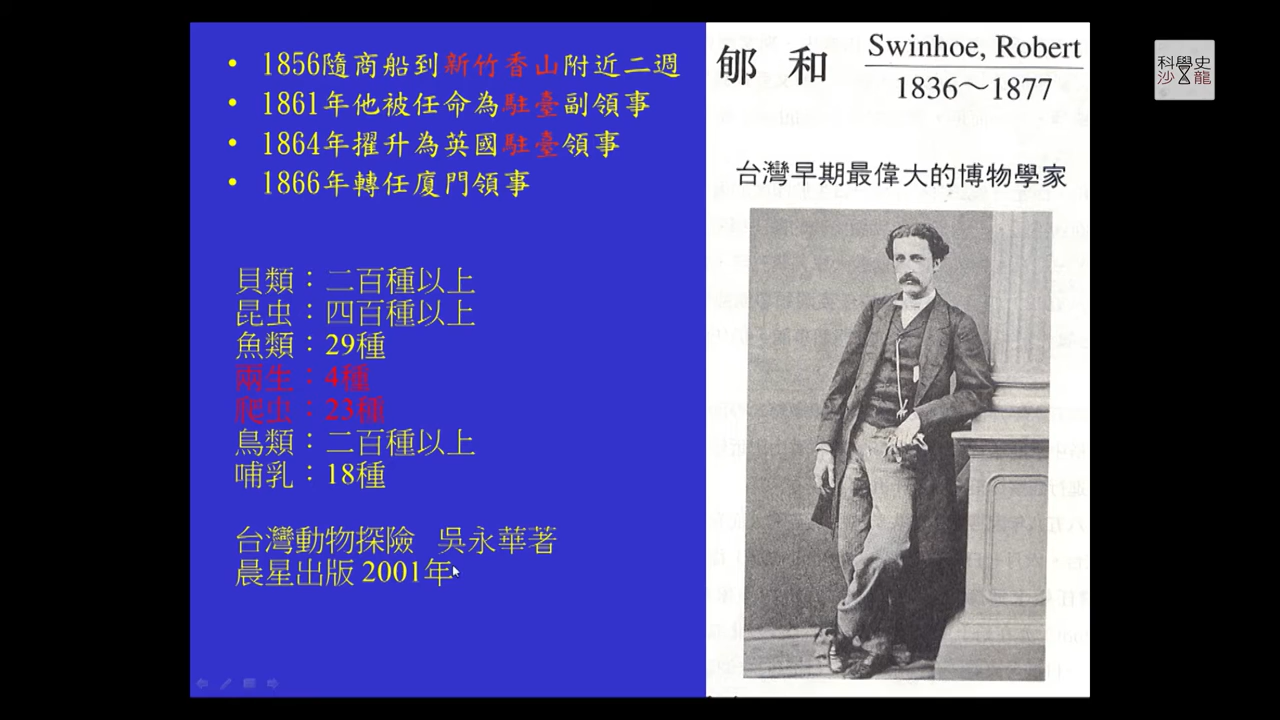 • 1856隨商船到新竹香山附近二週
• 1861年他被任命為駐臺副領事
• 1864年擢升為英國駐臺領事
• 1866年轉任廈門領事
貝類：二百種以上
昆虫：四百種以上
魚類：29種
兩生：4種
爬虫：23種
鳥類：二百種以上
哺乳：18種
台灣動物探險 吳永華著
晨星出版 2001年
郇和
Swinhoe, Robert
1836～1877
台灣早期最偉大的博物學家
科學史
沙龍